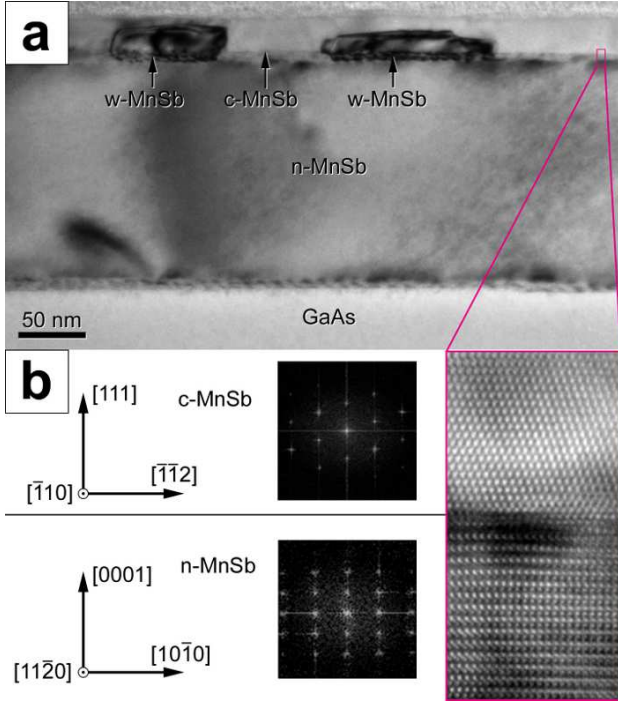 a
w-MnSb c-MnSb w-MnSb
n-MnSb
50 nm
GaAs
b
[111]
c-MnSb
[1̅10]
[1̅1̅2]
[0001]
n-MnSb
[112̅0]
[101̅0]